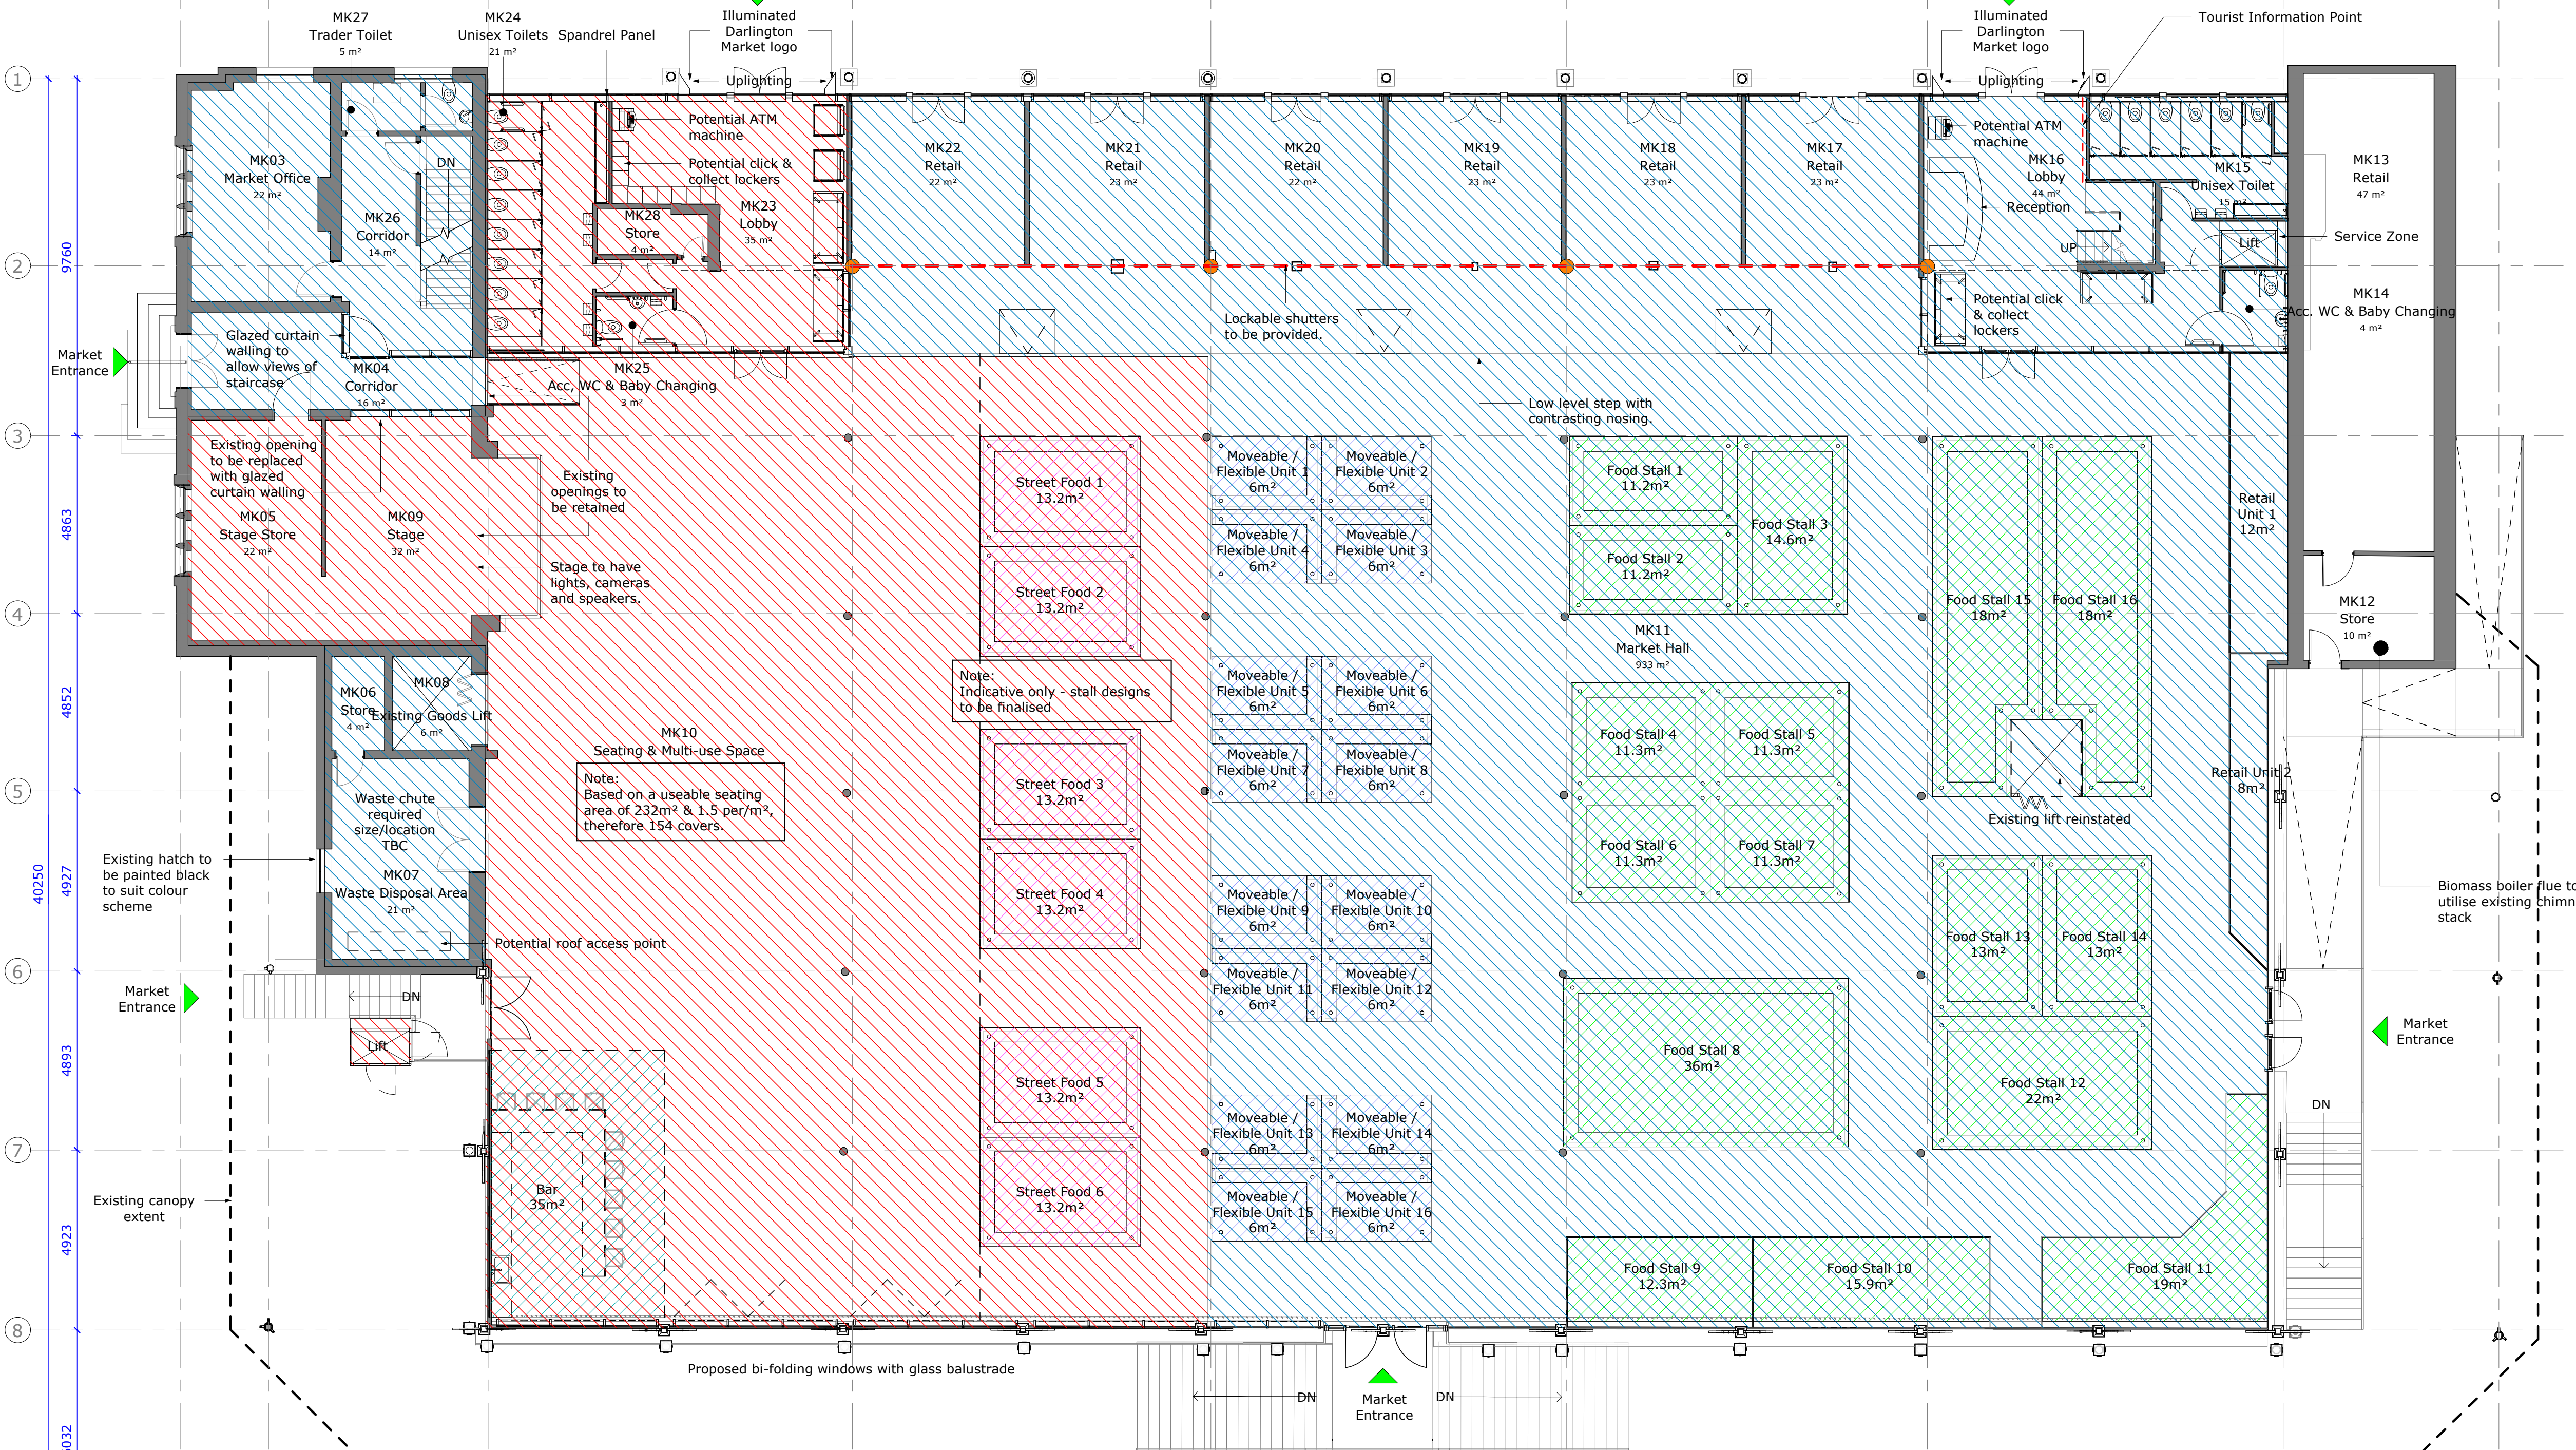 MK27
Trader Toilet
5 m²
MK24
Unisex Toilets
21 m²
Spandrel Panel
Illuminated
Darlington
Market logo
Uplighting
Illuminated
Darlington
Market logo
Uplighting
Tourist Information Point
1
2
3
4
5
6
7
8
9760
4863
4852
4927
4893
4923
40250
MK03
Market Office
22 m²
MK26
Corridor
14 m²
DN
Potential ATM
machine
Potential click &
collect lockers
MK28
Store
4 m²
MK23
Lobby
35 m²
MK22
Retail
22 m²
MK21
Retail
23 m²
MK20
Retail
22 m²
MK19
Retail
23 m²
MK18
Retail
23 m²
MK17
Retail
23 m²
Potential ATM
machine
MK16
Lobby
44 m²
Reception
UP
MK15
Unisex Toilet
15 m²
Lift
Service Zone
MK13
Retail
47 m²
MK14
Acc. WC & Baby Changing
4 m²
Potential click
& collect
lockers
Lockable shutters
to be provided.
Low level step with
contrasting nosing.
Market
Entrance
Glazed curtain
walling to
allow views of
staircase
MK04
Corridor
16 m²
MK25
Acc, WC & Baby Changing
3 m²
Existing opening
to be replaced
with glazed
curtain walling
MK05
Stage Store
22 m²
MK09
Stage
32 m²
Existing
openings to
be retained
Stage to have
lights, cameras
and speakers.
Street Food 1
13.2m²
Street Food 2
13.2m²
Note:
Indicative only - stall designs
to be finalised
Street Food 3
13.2m²
Street Food 4
13.2m²
Street Food 5
13.2m²
Street Food 6
13.2m²
Moveable /
Flexible Unit 1
6m²
Moveable /
Flexible Unit 2
6m²
Moveable /
Flexible Unit 4
6m²
Moveable /
Flexible Unit 3
6m²
Moveable /
Flexible Unit 5
6m²
Moveable /
Flexible Unit 6
6m²
Moveable /
Flexible Unit 7
6m²
Moveable /
Flexible Unit 8
6m²
Moveable /
Flexible Unit 9
6m²
Moveable /
Flexible Unit 10
6m²
Moveable /
Flexible Unit 11
6m²
Moveable /
Flexible Unit 12
6m²
Moveable /
Flexible Unit 13
6m²
Moveable /
Flexible Unit 14
6m²
Moveable /
Flexible Unit 15
6m²
Moveable /
Flexible Unit 16
6m²
Food Stall 1
11.2m²
Food Stall 2
11.2m²
Food Stall 3
14.6m²
MK11
Market Hall
933 m²
Food Stall 4
11.3m²
Food Stall 5
11.3m²
Food Stall 6
11.3m²
Food Stall 7
11.3m²
Food Stall 8
36m²
Food Stall 9
12.3m²
Food Stall 10
15.9m²
Food Stall 11
19m²
Food Stall 15
18m²
Food Stall 16
18m²
Existing lift reinstated
Food Stall 13
13m²
Food Stall 14
13m²
Food Stall 12
22m²
Retail
Unit 1
12m²
Retail Unit 2
8m²
MK12
Store
10 m²
Biomass boiler flue to
utilise existing chimn
stack
Market
Entrance
DN
MK06
Store
4 m²
MK08
Existing Goods Lift
6 m²
MK10
Seating & Multi-use Space
Note:
Based on a useable seating
area of 232m² & 1.5 per/m²,
therefore 154 covers.
Waste chute
required
size/location
TBC
MK07
Waste Disposal Area
21 m²
Existing hatch to
be painted black
to suit colour
scheme
Potential roof access point
Market
Entrance
DN
Lift
Bar
35m²
Existing canopy
extent
Proposed bi-folding windows with glass balustrade
DN
Market
Entrance
DN